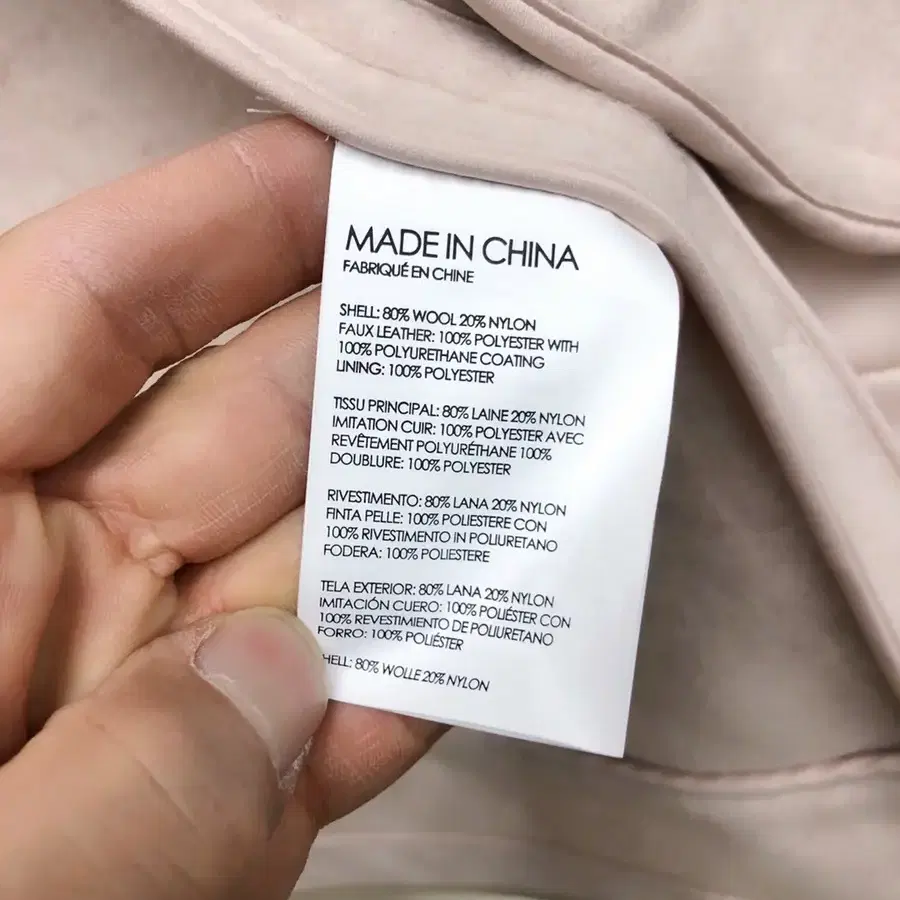 MADE IN CHINA
FABRIQUÉ EN CHINE
SHELL: 80% WOOL 20% NYLON
FAUX LEATHER: 100% POLYESTER WITH
100% POLYURETHANE COATING
LINING: 100% POLYESTER
TISSU PRINCIPAL: 80% LAINE 20% NYLON
IMITATION CUIR: 100% POLYESTER AVEC
REVÊTEMENT POLYURÉTHANE 100%
DOUBLURE: 100% POLYESTER
RIVESTIMENTO: 80% LANA 20% NYLON
FINTA PELLE: 100% POLIESTERE CON
100% RIVESTIMENTO IN POLIURETANO
FODERA: 100% POLIESTERE
TELA EXTERIOR: 80% LANA 20% NYLON
IMITACIÓN CUERO: 100% POLIÉSTER CON
100% REVESTIMIENTO DE POLIURETANO
FORRO: 100% POLIÉSTER
HELL: 80% WOLLE 20% NYLON